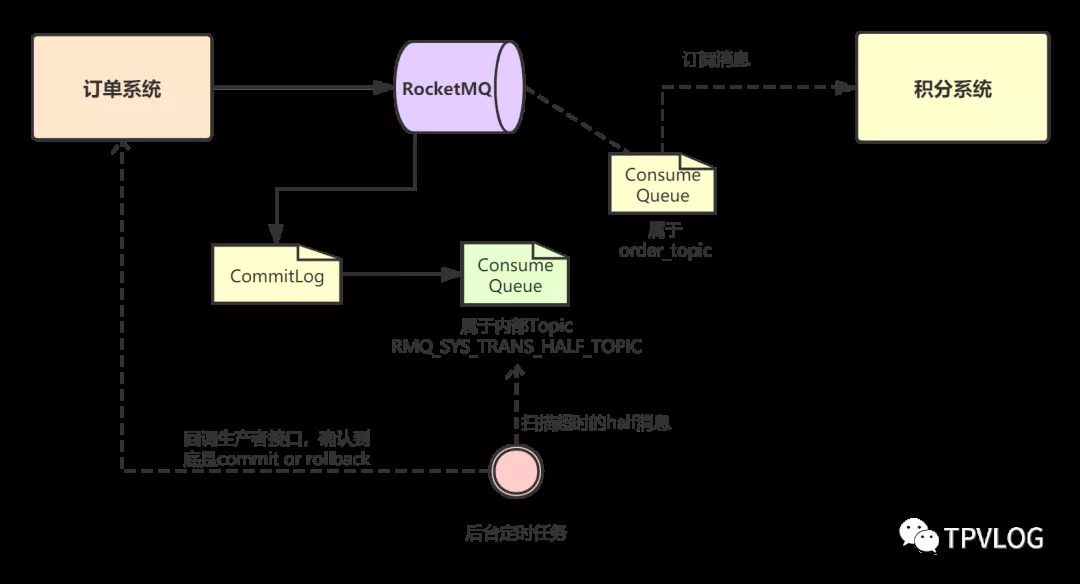 订单系统
RocketMQ
订阅消息
积分系统
Consume
Queue
属于
order_topic
CommitLog
Consume
Queue
属于内部Topic
RMQ_SYS_TRANS_HALF_TOPIC
扫描超时的half消息
回调生产者接口，确认到
底是commit or rollback
后台定时任务
TPVLOG